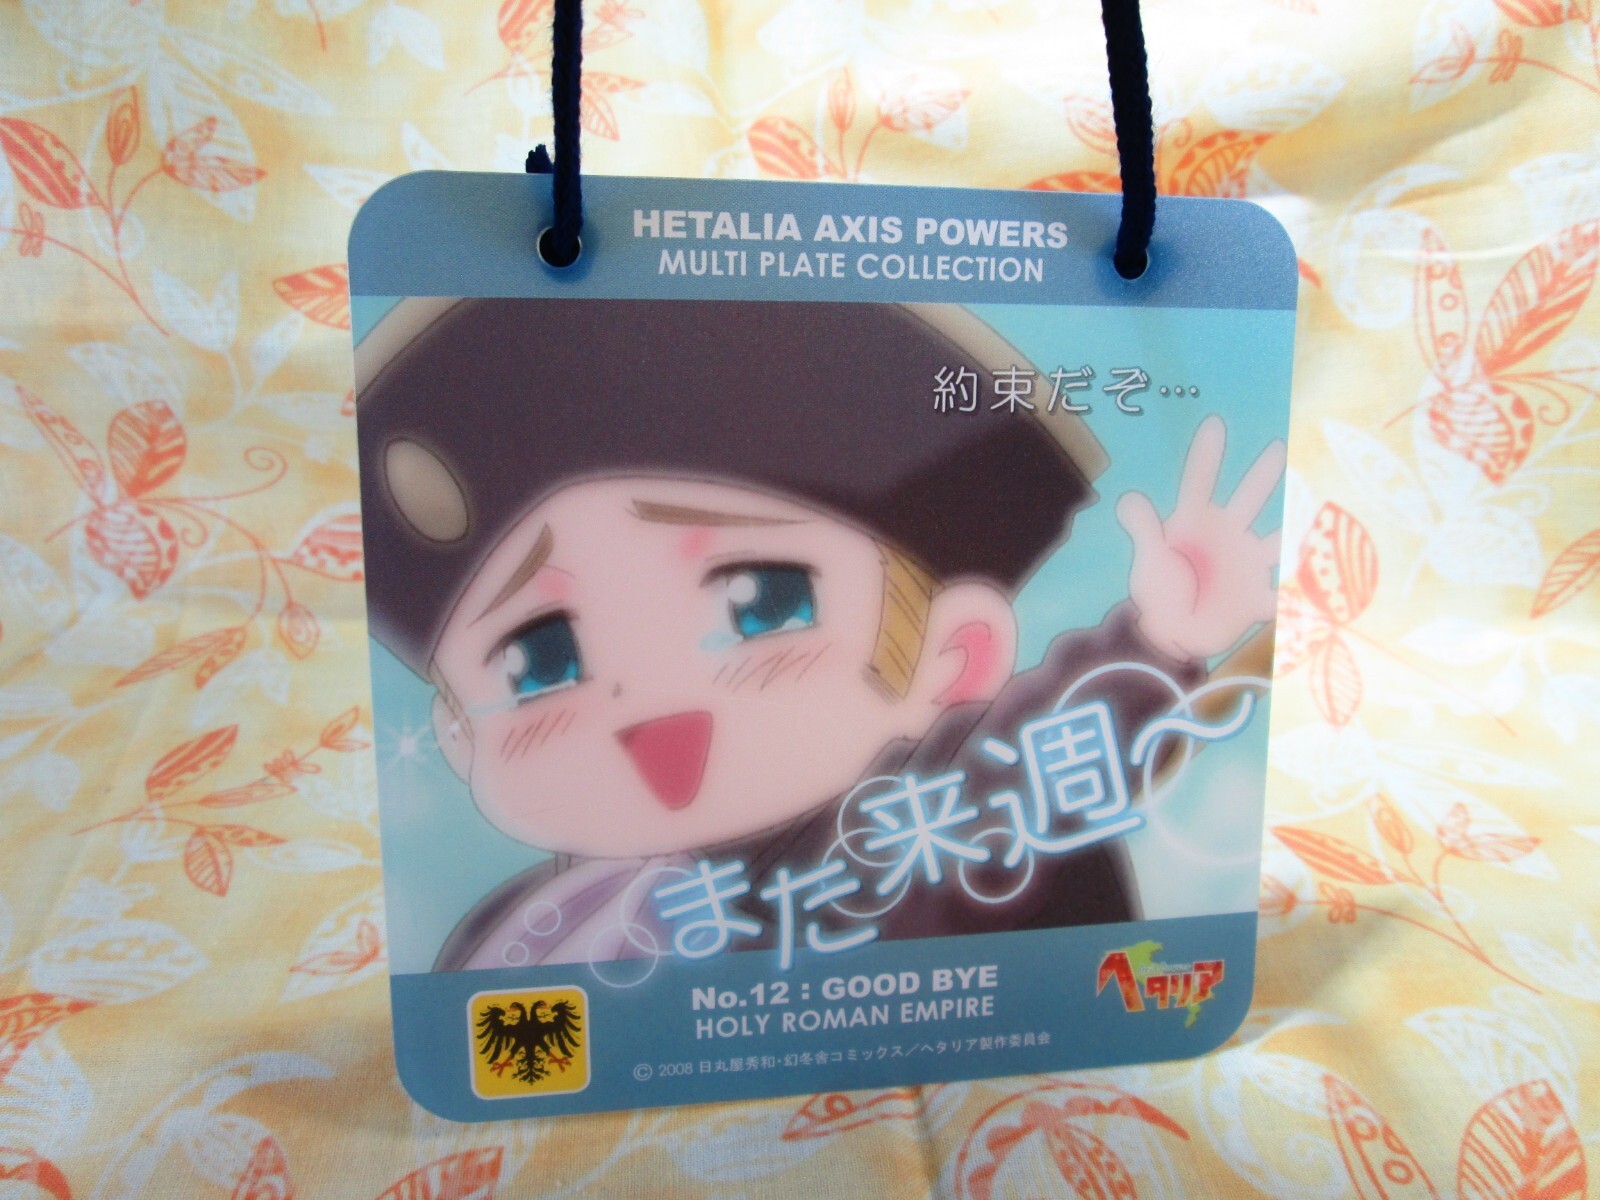 HETALIA AXIS POWERS
MULTI PLATE COLLECTION
約束だぞ…
また来週〜
No.12 : GOOD BYE
HOLY ROMAN EMPIRE
ヘタリア
© 2008 日丸屋秀和・幻冬舎コミックス／ヘタリア製作委員会